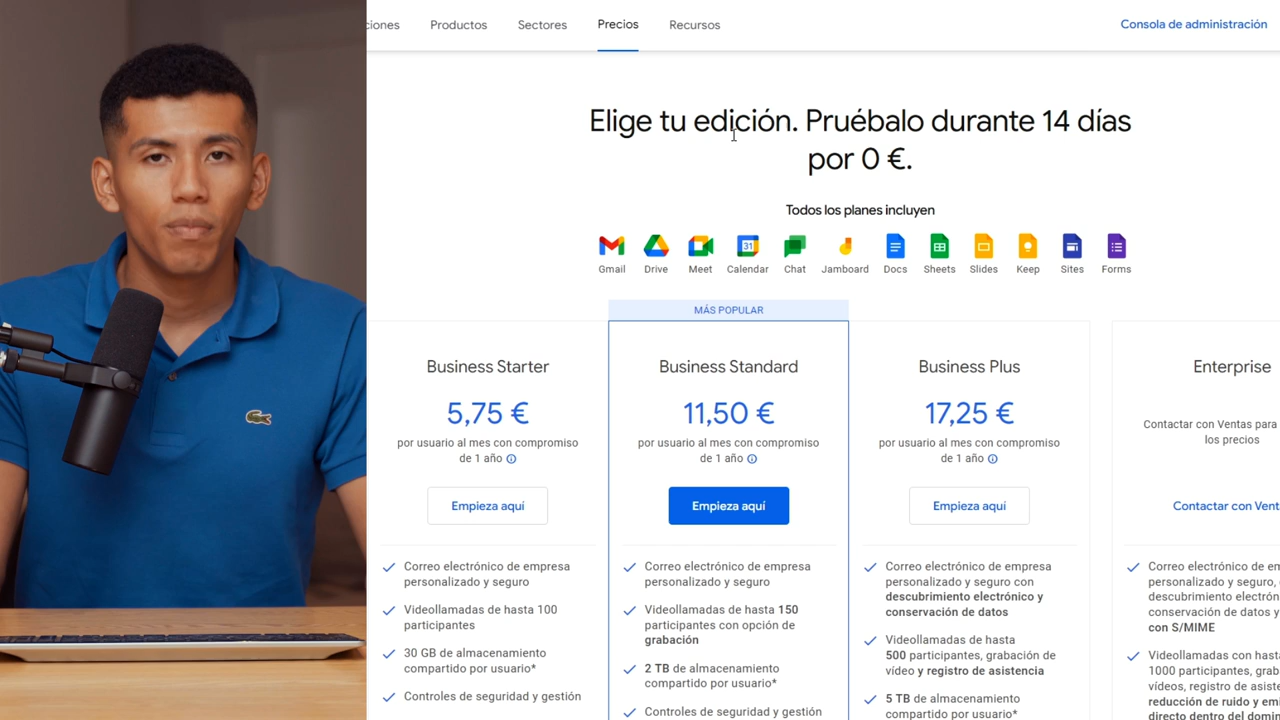 ciones Productos Sectores Precios Recursos Consola de administración
Elige tu edición. Pruébalo durante 14 días
por 0 €.
Todos los planes incluyen
31
Gmail Drive Meet Calendar Chat Jamboard Docs Sheets Slides Keep Sites Forms
MÁS POPULAR
Business Starter
5,75 €
por usuario al mes con compromiso
de 1 año
Empieza aquí
Correo electrónico de empresa
personalizado y seguro
Videollamadas de hasta 100
participantes
30 GB de almacenamiento
compartido por usuario*
Controles de seguridad y gestión
Business Standard
11,50 €
por usuario al mes con compromiso
de 1 año
Empieza aquí
Correo electrónico de empresa
personalizado y seguro
Videollamadas de hasta 150
participantes con opción de
grabación
2 TB de almacenamiento
compartido por usuario*
Controles de seguridad y gestión
Business Plus
17,25 €
por usuario al mes con compromiso
de 1 año
Empieza aquí
Correo electrónico de empresa
personalizado y seguro con
descubrimiento electrónico y
conservación de datos
Videollamadas de hasta
500 participantes, grabación de
vídeo y registro de asistencia
5 TB de almacenamiento
compartido por usuario*
Enterprise
Contactar con Ventas para
los precios
Contactar con Vent
Correo electrónico de em
personalizado y seguro,
descubrimiento electrón
conservación de datos y
con S/MIME
Videollamadas con hasta
1000 participantes, grab
vídeos, registro de asiste
reducción de ruido y em
directo dentro del domin